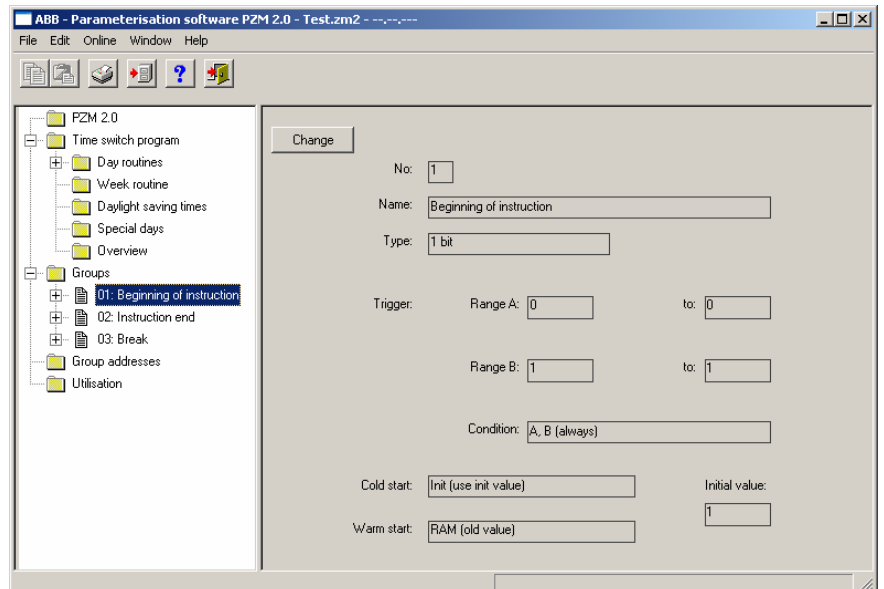 ABB - Parameterisation software PZM 2.0 - Test.zm2 - --.--.---
File Edit Online Window Help
PZM 2.0
Time switch program
Day routines
Week routine
Daylight saving times
Special days
Overview
Groups
01: Beginning of instruction
02: Instruction end
03: Break
Group addresses
Utilisation
Change
No: 1
Name: Beginning of instruction
Type: 1 bit
Trigger: Range A: 0 to: 0
Range B: 1 to: 1
Condition: A, B (always)
Cold start: Init (use init value) Initial value:
1
Warm start: RAM (old value)